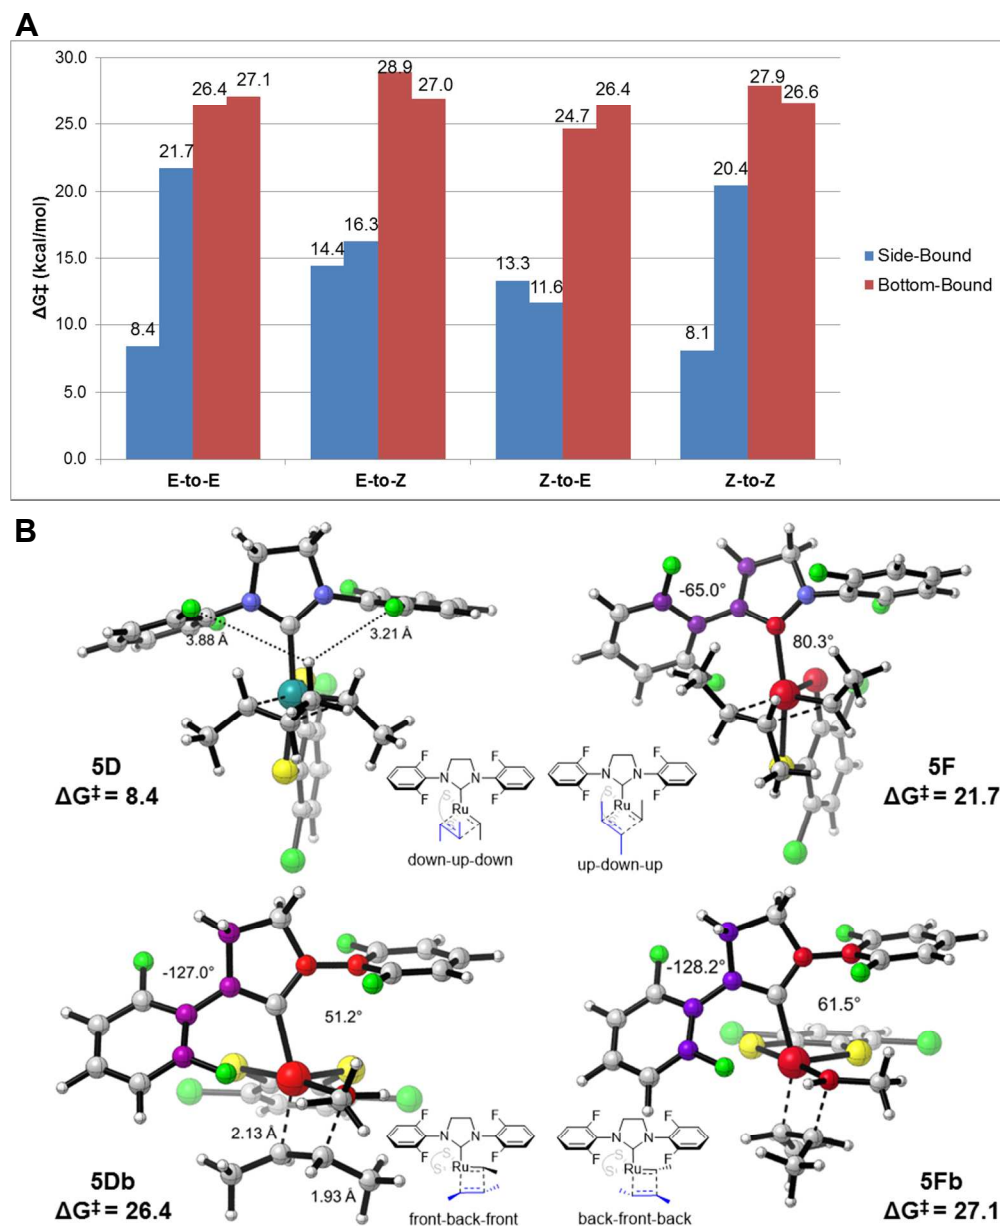 A
30.0
25.0
20.0
15.0
10.0
5.0
0.0
ΔG‡ (kcal/mol)
8.4
21.7
26.4
27.1
14.4
16.3
28.9
27.0
13.3
11.6
24.7
26.4
8.1
20.4
27.9
26.6
E-to-E
E-to-Z
Z-to-E
Z-to-Z
Side-Bound
Bottom-Bound
B
3.88 Å
3.21 Å
5D
ΔG‡ = 8.4
-65.0°
80.3°
5F
ΔG‡ = 21.7
F
F
N
N
F
F
S
Ru
down-up-down
F
F
N
N
F
F
S
Ru
up-down-up
-127.0°
51.2°
2.13 Å
1.93 Å
5Db
ΔG‡ = 26.4
-128.2°
61.5°
5Fb
ΔG‡ = 27.1
F
F
N
N
F
F
S
S
Ru
front-back-front
F
F
N
N
F
F
S
S
Ru
back-front-back